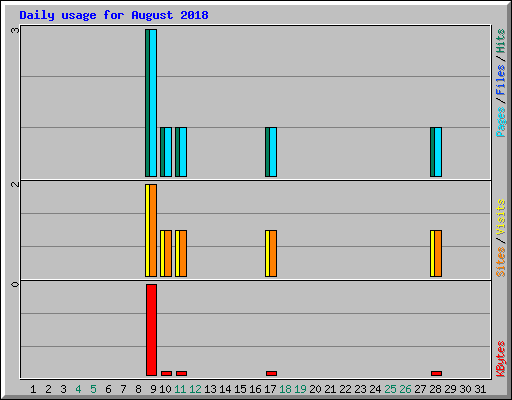 Daily usage for August 2018
3
2
0
Pages / Files / Hits
Sites / Visits
KBytes
1 2 3 4 5 6 7 8 9 10 11 12 13 14 15 16 17 18 19 20 21 22 23 24 25 26 27 28 29 30 31